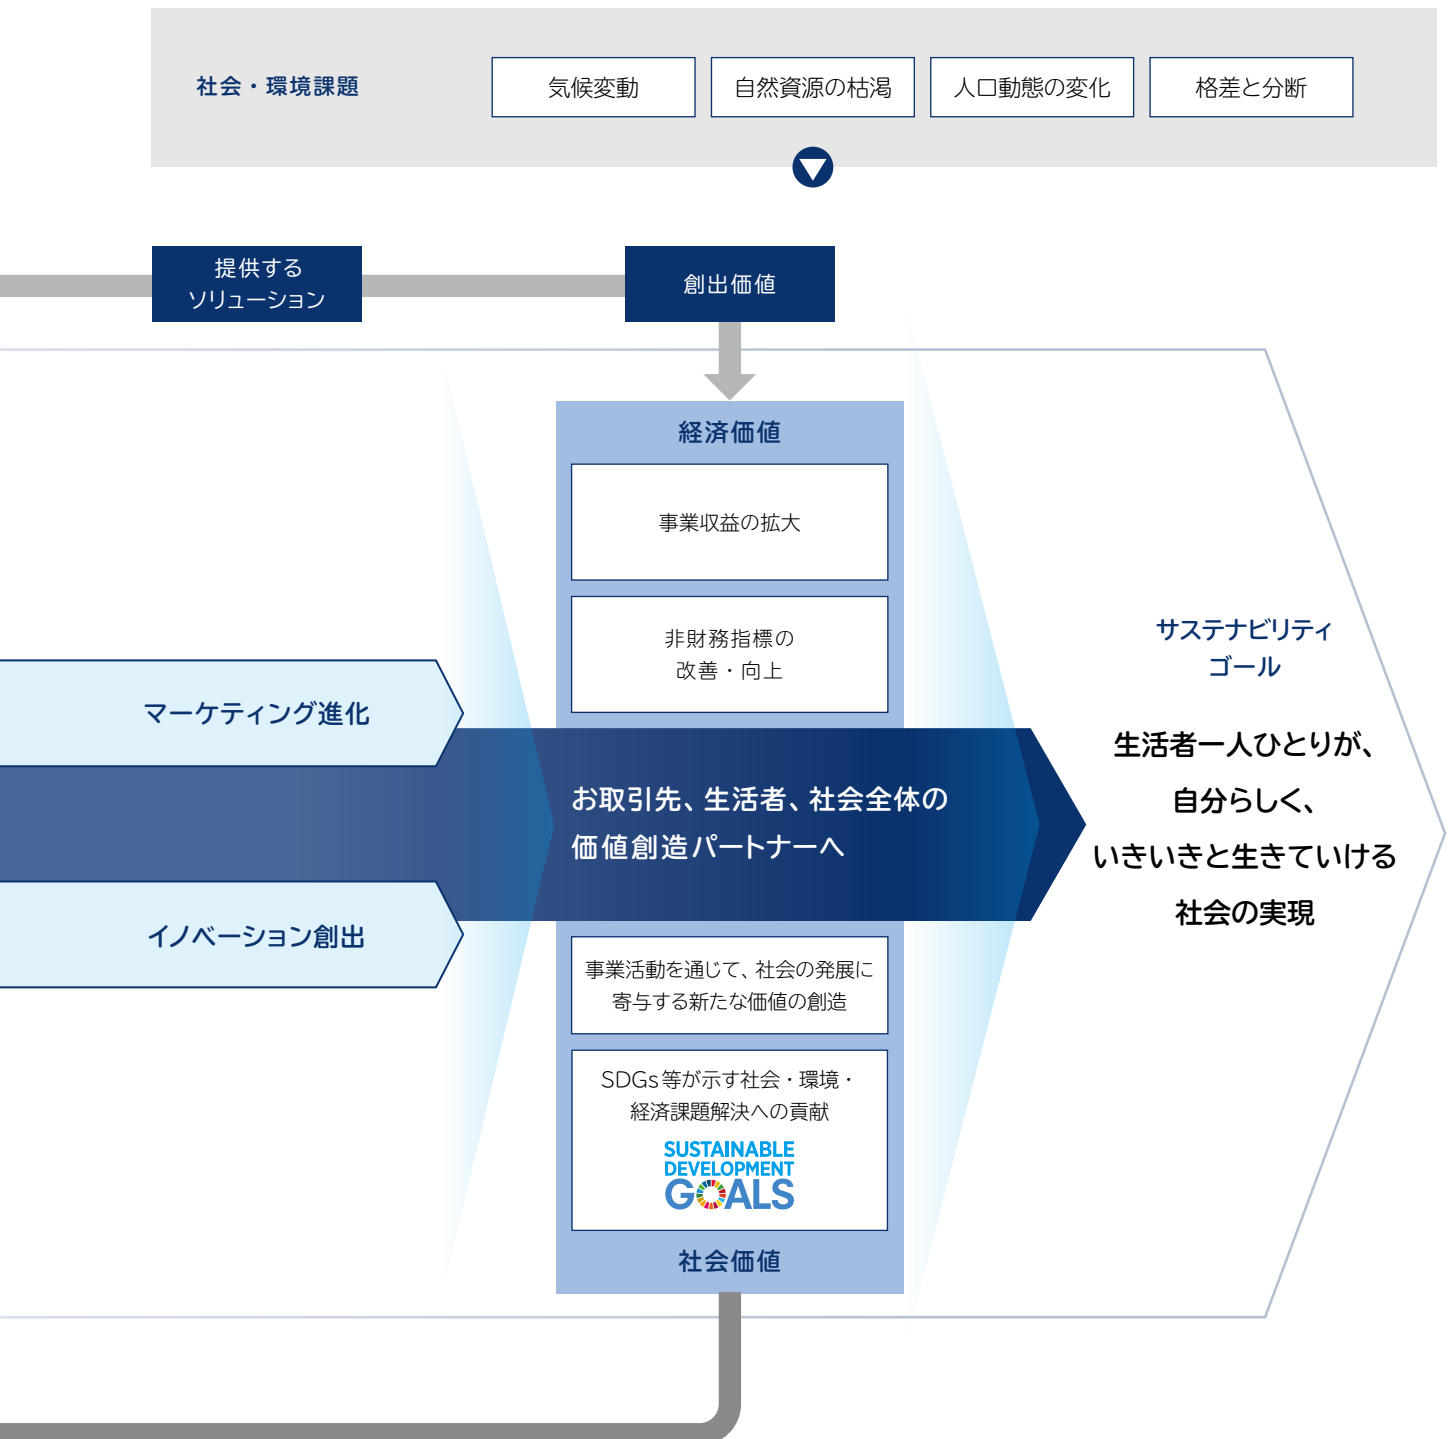 社会・環境課題
気候変動
自然資源の枯渇
人口動態の変化
格差と分断
提供する
ソリューション
創出価値
経済価値
事業収益の拡大
非財務指標の
改善・向上
マーケティング進化
お取引先、生活者、社会全体の
価値創造パートナーへ
イノベーション創出
事業活動を通じて、社会の発展に
寄与する新たな価値の創造
SDGs等が示す社会・環境・
経済課題解決への貢献
SUSTAINABLE
DEVELOPMENT
GOALS
社会価値
サステナビリティ
ゴール
生活者一人ひとりが、
自分らしく、
いきいきと生きていける
社会の実現